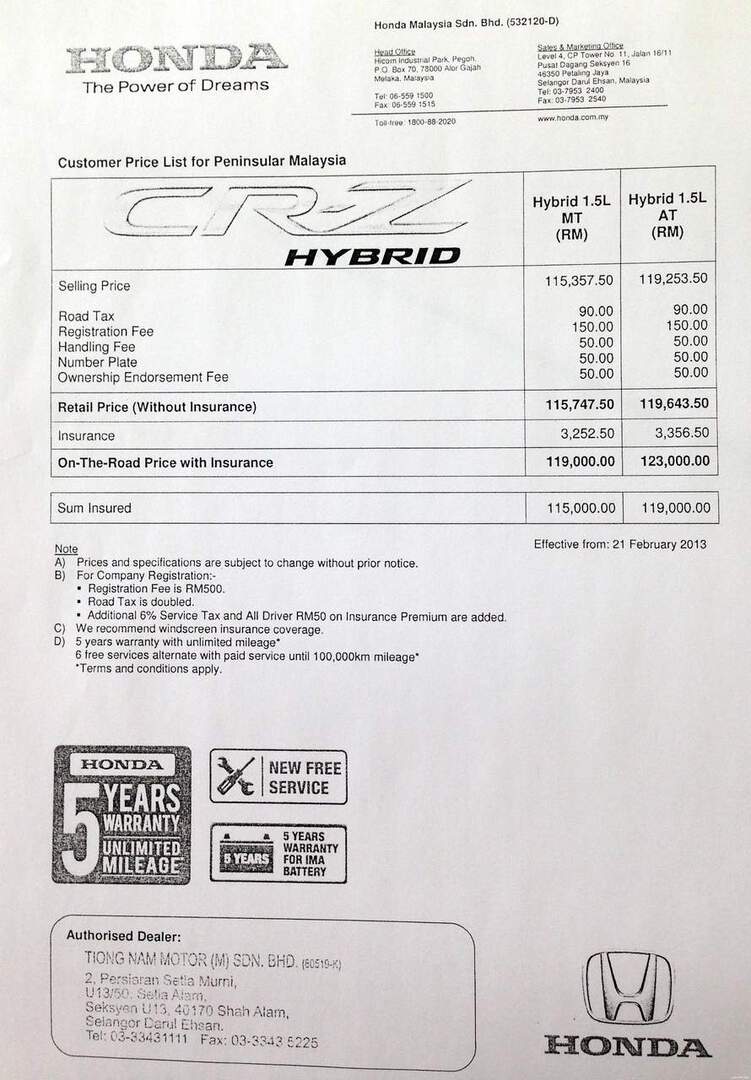 Honda Malaysia Sdn. Bhd. (532120-D)
HONDA
The Power of Dreams
Head Office
Hicom Industrial Park, Pegoh,
P.O. Box 70, 78000 Alor Gajah
Melaka, Malaysia
Tel: 06-559 1500
Fax: 06-559 1515
Toll-free: 1800-88-2020
Sales & Marketing Office
Level 4, CP Tower No. 11, Jalan 16/11
Pusat Dagang Seksyen 16
46350 Petaling Jaya
Selangor Darul Ehsan, Malaysia
Tel: 03-7953 2400
Fax: 03-7953 2540
www.honda.com.my
Customer Price List for Peninsular Malaysia
CR-Z
HYBRID
Hybrid 1.5L MT (RM)
Hybrid 1.5L AT (RM)
Selling Price 115,357.50 119,253.50
Road Tax 90.00 90.00
Registration Fee 150.00 150.00
Handling Fee 50.00 50.00
Number Plate 50.00 50.00
Ownership Endorsement Fee 50.00 50.00
Retail Price (Without Insurance) 115,747.50 119,643.50
Insurance 3,252.50 3,356.50
On-The-Road Price with Insurance 119,000.00 123,000.00
Sum Insured 115,000.00 119,000.00
Effective from: 21 February 2013
Note
A) Prices and specifications are subject to change without prior notice.
B) For Company Registration:-
• Registration Fee is RM500.
• Road Tax is doubled.
• Additional 6% Service Tax and All Driver RM50 on Insurance Premium are added.
C) We recommend windscreen insurance coverage.
D) 5 years warranty with unlimited mileage*
6 free services alternate with paid service until 100,000km mileage*
*Terms and conditions apply.
HONDA
5 YEARS
WARRANTY
UNLIMITED
MILEAGE
NEW FREE
SERVICE
5 YEARS
5 YEARS
WARRANTY
FOR IMA
BATTERY
Authorised Dealer:
TIONG NAM MOTOR (M) SDN. BHD. (80519-K)
2, Persiaran Setia Murni,
U13/50, Setia Alam,
Seksyen U13, 40170 Shah Alam,
Selangor Darul Ehsan.
Tel: 03-33431111 Fax: 03-3343 5225
HONDA